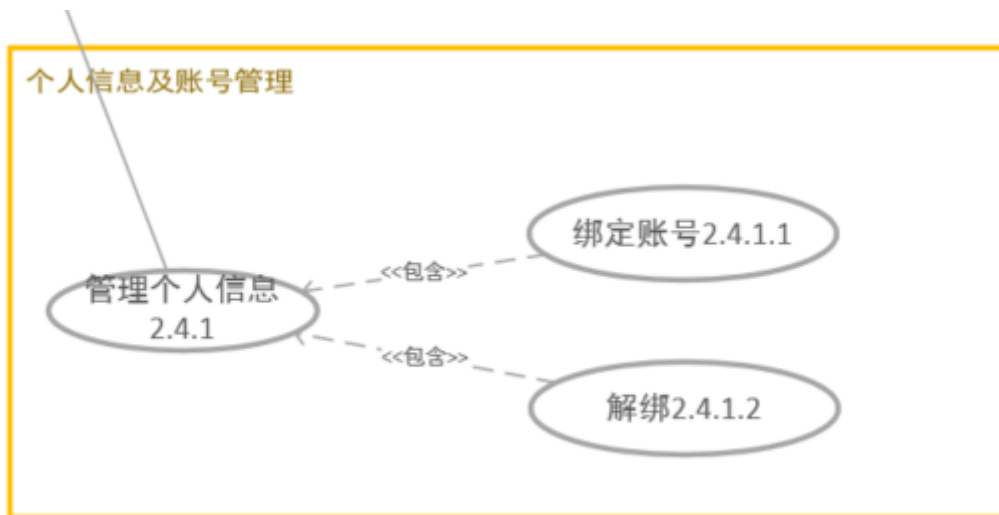 个人信息及账号管理
绑定账号2.4.1.1
<<包含>>
管理个人信息
2.4.1
<<包含>>
解绑2.4.1.2